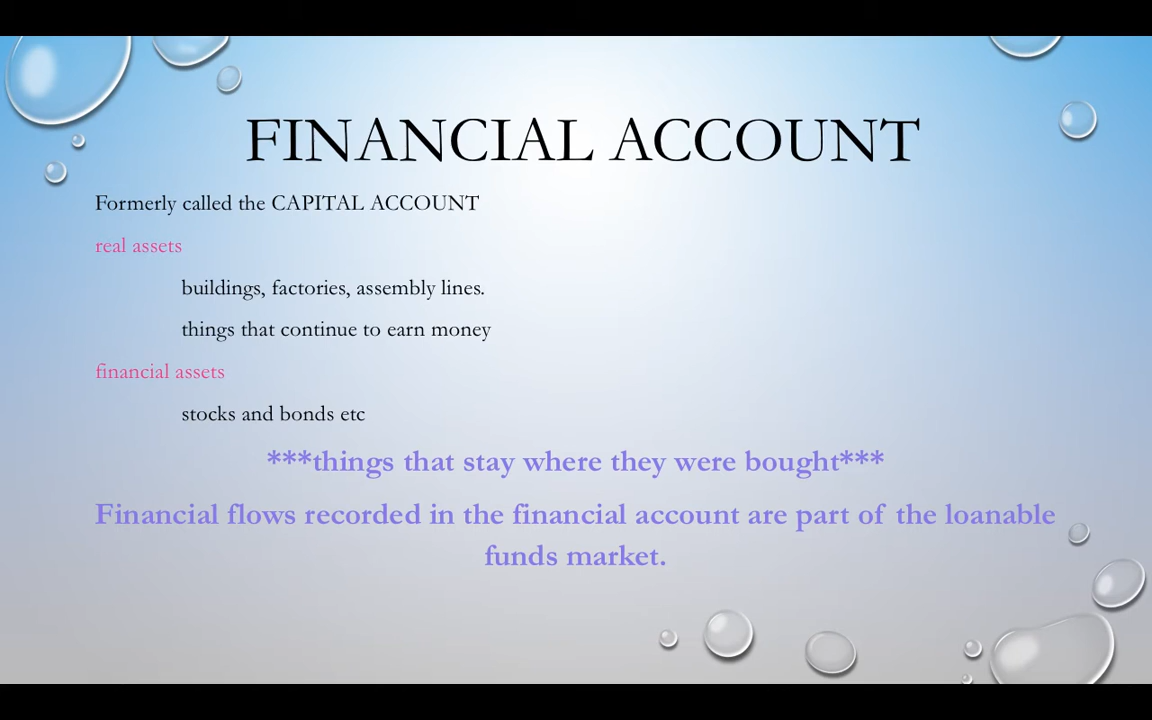 FINANCIAL ACCOUNT
Formerly called the CAPITAL ACCOUNT
real assets
buildings, factories, assembly lines.
things that continue to earn money
financial assets
stocks and bonds etc
***things that stay where they were bought***
Financial flows recorded in the financial account are part of the loanable
funds market.